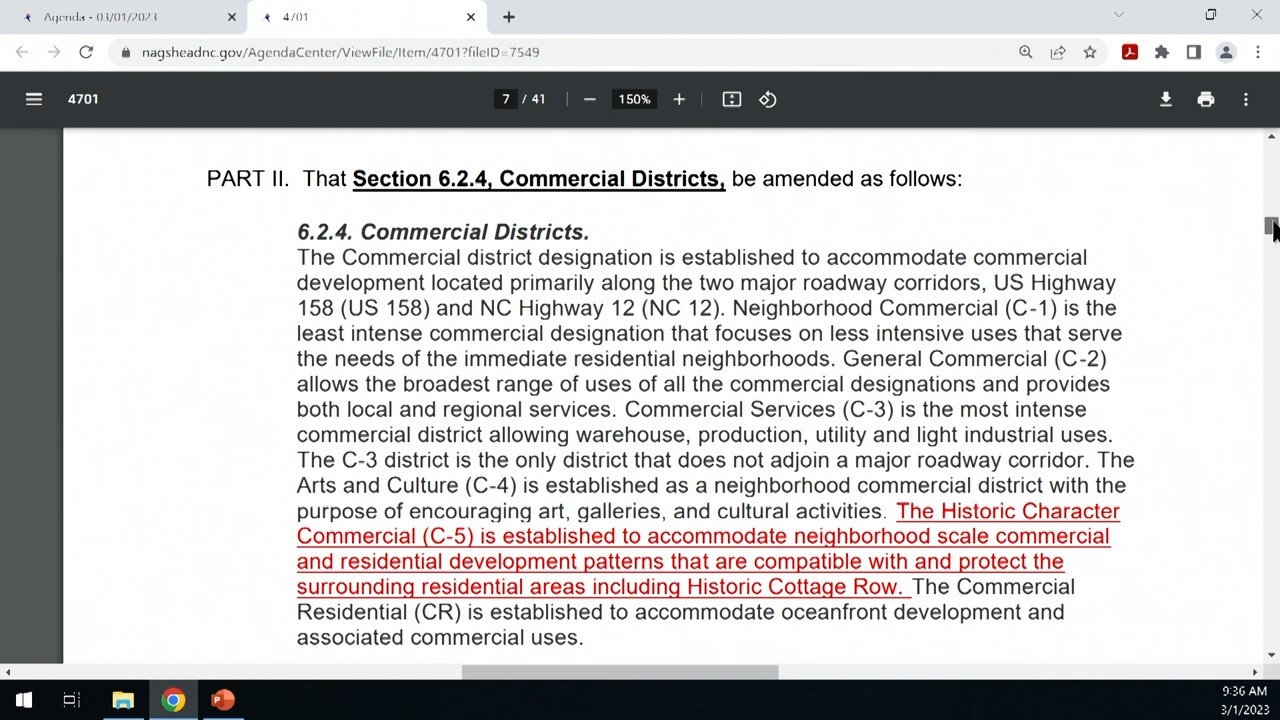 Agenda - 03/01/2023
4701
nagsheadnc.gov/AgendaCenter/ViewFile/Item/4701?fileID=7549
4701
7 / 41
150%
PART II. That Section 6.2.4, Commercial Districts, be amended as follows:
6.2.4. Commercial Districts.
The Commercial district designation is established to accommodate commercial
development located primarily along the two major roadway corridors, US Highway
158 (US 158) and NC Highway 12 (NC 12). Neighborhood Commercial (C-1) is the
least intense commercial designation that focuses on less intensive uses that serve
the needs of the immediate residential neighborhoods. General Commercial (C-2)
allows the broadest range of uses of all the commercial designations and provides
both local and regional services. Commercial Services (C-3) is the most intense
commercial district allowing warehouse, production, utility and light industrial uses.
The C-3 district is the only district that does not adjoin a major roadway corridor. The
Arts and Culture (C-4) is established as a neighborhood commercial district with the
purpose of encouraging art, galleries, and cultural activities. The Historic Character
Commercial (C-5) is established to accommodate neighborhood scale commercial
and residential development patterns that are compatible with and protect the
surrounding residential areas including Historic Cottage Row. The Commercial
Residential (CR) is established to accommodate oceanfront development and
associated commercial uses.
9:36 AM
3/1/2023